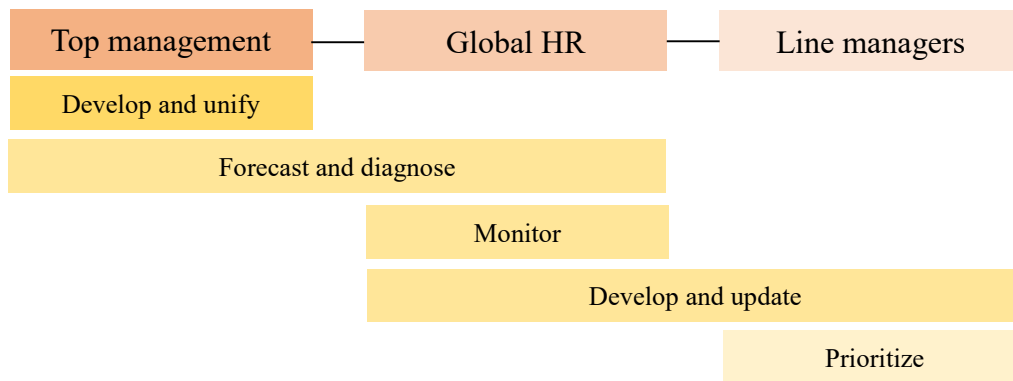 Top management
Global HR
Line managers
Develop and unify
Forecast and diagnose
Monitor
Develop and update
Prioritize